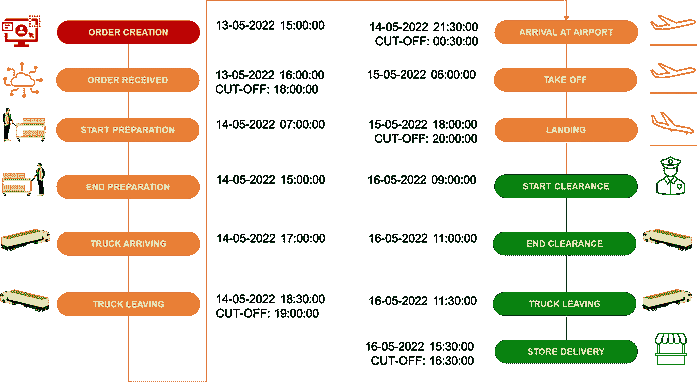 ORDER CREATION
13-05-2022 15:00:00
ORDER RECEIVED
13-05-2022 16:00:00
CUT-OFF: 18:00:00
START PREPARATION
14-05-2022 07:00:00
END PREPARATION
14-05-2022 15:00:00
TRUCK ARRIVING
14-05-2022 17:00:00
TRUCK LEAVING
14-05-2022 18:30:00
CUT-OFF: 19:00:00
14-05-2022 21:30:00
CUT-OFF: 00:30:00
ARRIVAL AT AIRPORT
15-05-2022 06:00:00
TAKE OFF
15-05-2022 18:00:00
CUT-OFF: 20:00:00
LANDING
16-05-2022 09:00:00
START CLEARANCE
16-05-2022 11:00:00
END CLEARANCE
16-05-2022 11:30:00
TRUCK LEAVING
16-05-2022 15:30:00
CUT-OFF: 16:30:00
STORE DELIVERY